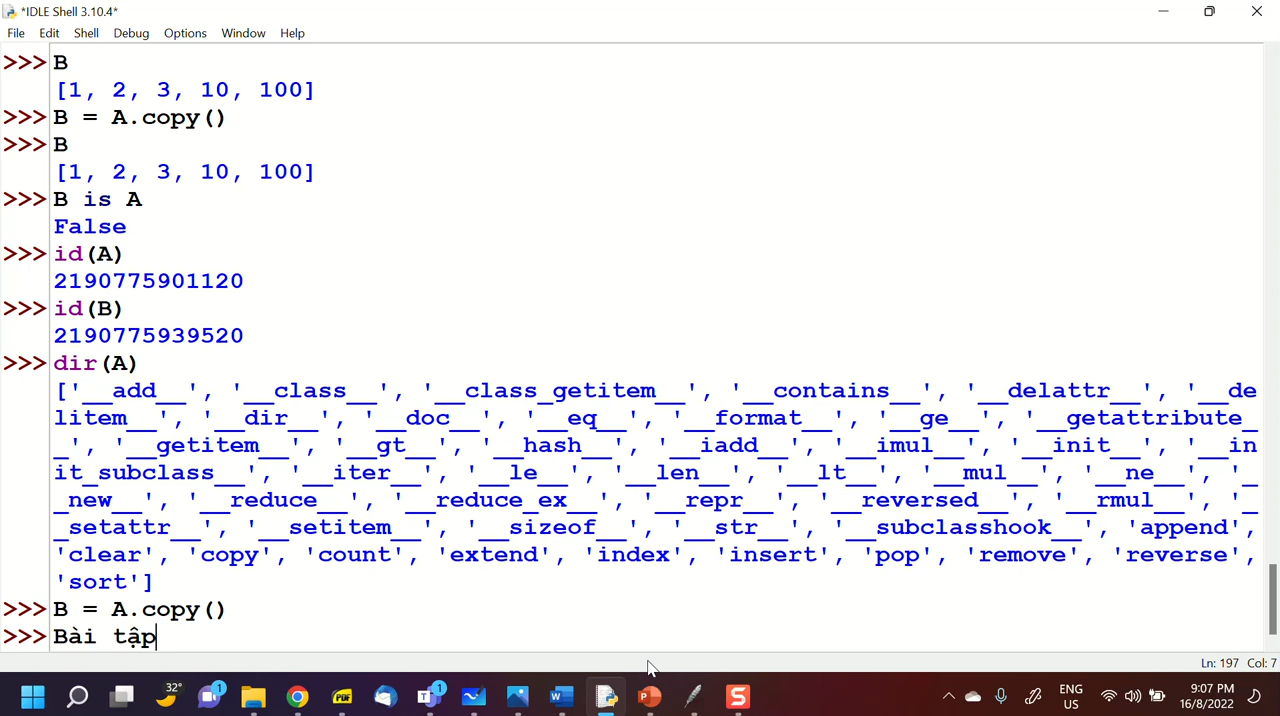 *IDLE Shell 3.10.4*
File Edit Shell Debug Options Window Help
>>> B
[1, 2, 3, 10, 100]
>>> B = A.copy()
>>> B
[1, 2, 3, 10, 100]
>>> B is A
False
>>> id(A)
2190775901120
>>> id(B)
2190775939520
>>> dir(A)
['__add__', '__class__', '__class_getitem__', '__contains__', '__delattr__', '__de
litem__', '__dir__', '__doc__', '__eq__', '__format__', '__ge__', '__getattribute_
_', '__getitem__', '__gt__', '__hash__', '__iadd__', '__imul__', '__init__', '__in
it_subclass__', '__iter__', '__le__', '__len__', '__lt__', '__mul__', '__ne__', '_
_new__', '__reduce__', '__reduce_ex__', '__repr__', '__reversed__', '__rmul__', '_
_setattr__', '__setitem__', '__sizeof__', '__str__', '__subclasshook__', 'append',
'clear', 'copy', 'count', 'extend', 'index', 'insert', 'pop', 'remove', 'reverse',
'sort']
>>> B = A.copy()
>>> Bài tập
Ln: 197 Col: 7
32° 1 PDF 1 S ENG 9:07 PM
US 16/8/2022